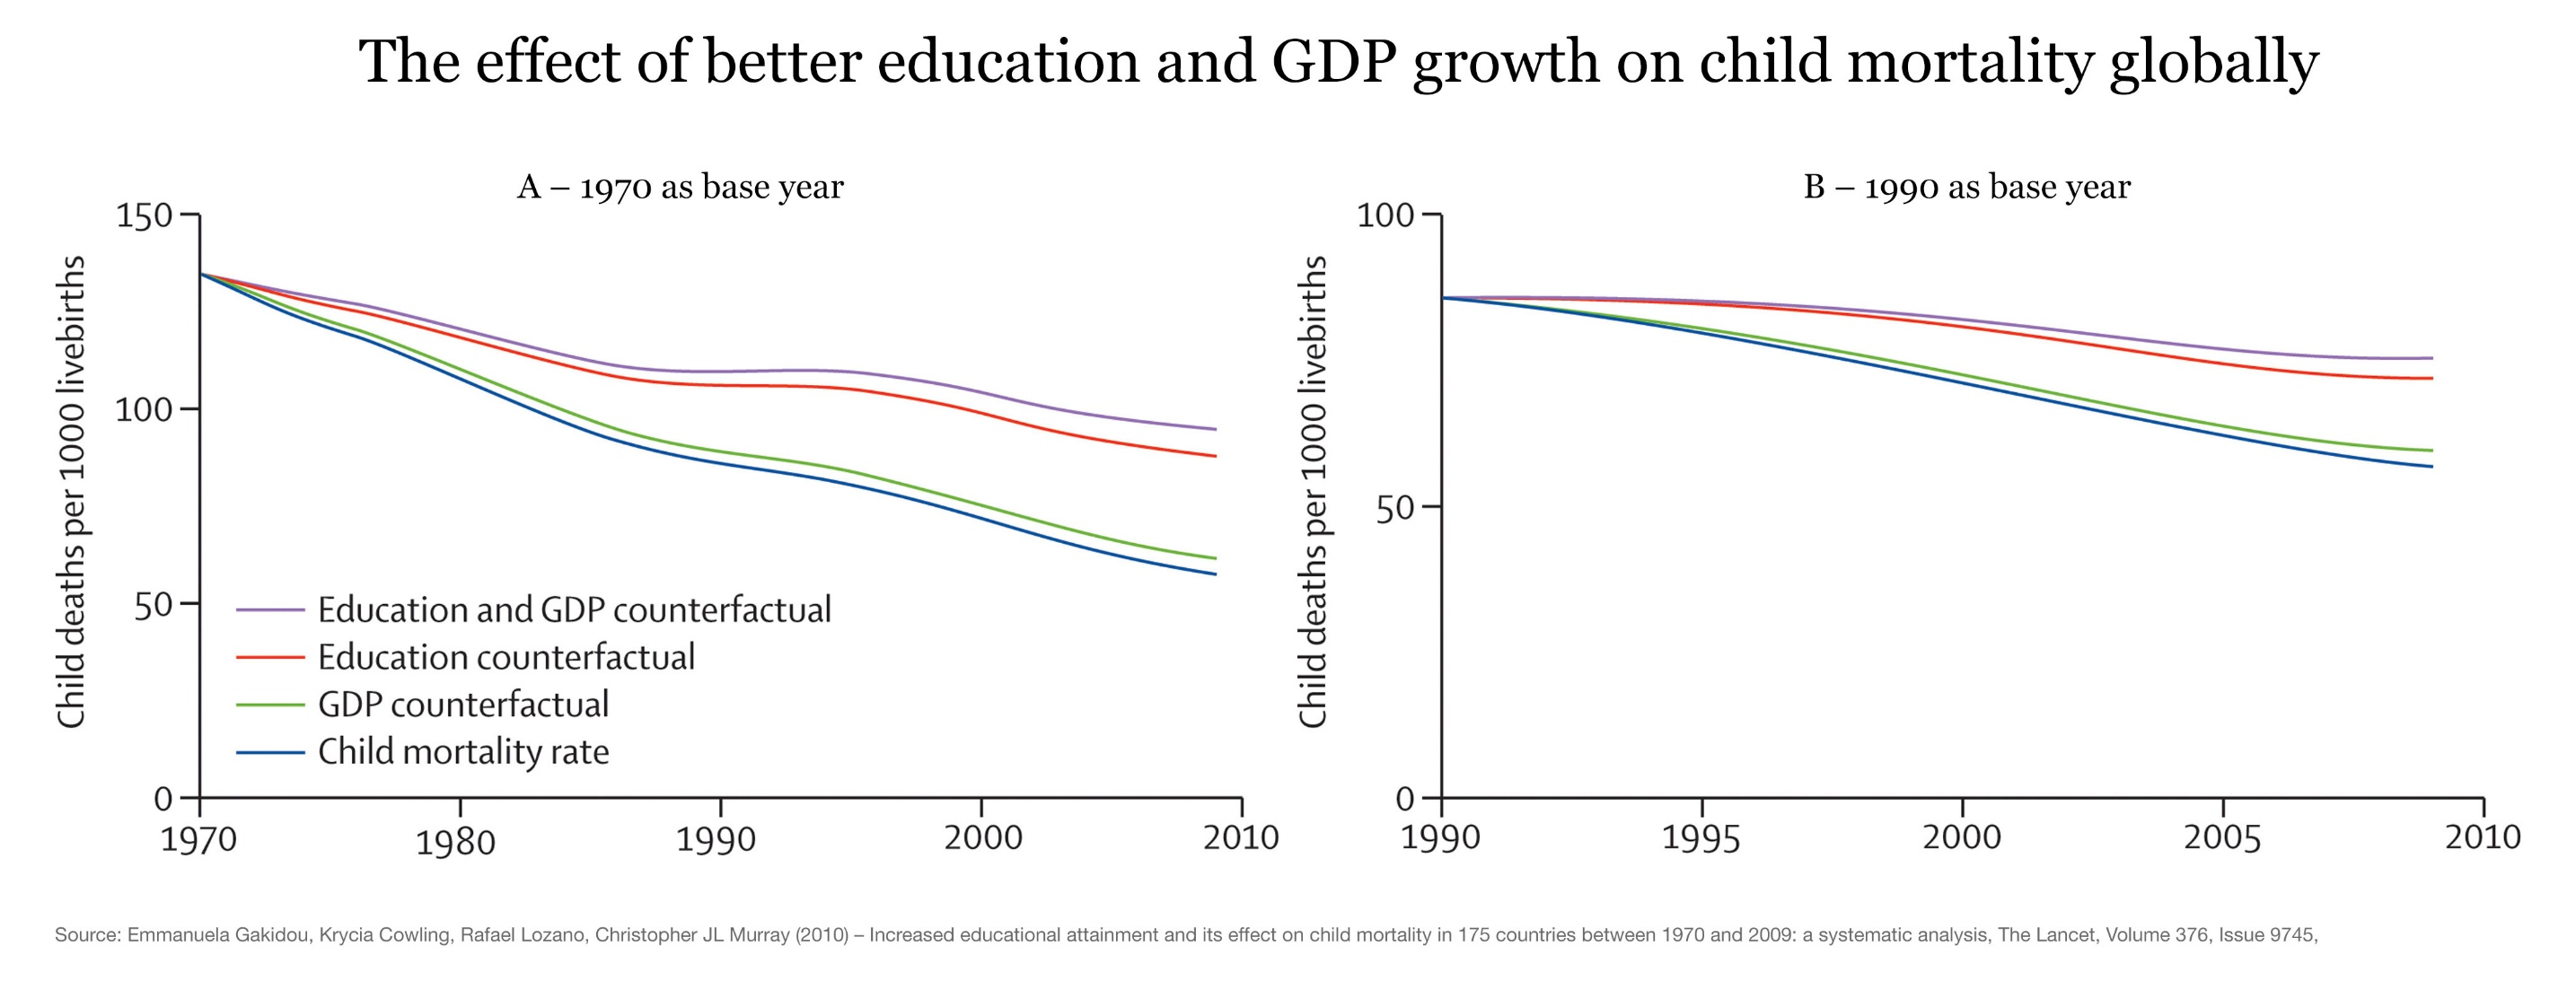 The effect of better education and GDP growth on child mortality globally
A – 1970 as base year
150
100
50
0
Child deaths per 1000 livebirths
Education and GDP counterfactual
Education counterfactual
GDP counterfactual
Child mortality rate
1970
1980
1990
2000
2010
B – 1990 as base year
100
50
0
Child deaths per 1000 livebirths
1990
1995
2000
2005
2010
Source: Emmanuela Gakidou, Krycia Cowling, Rafael Lozano, Christopher JL Murray (2010) – Increased educational attainment and its effect on child mortality in 175 countries between 1970 and 2009: a systematic analysis, The Lancet, Volume 376, Issue 9745,